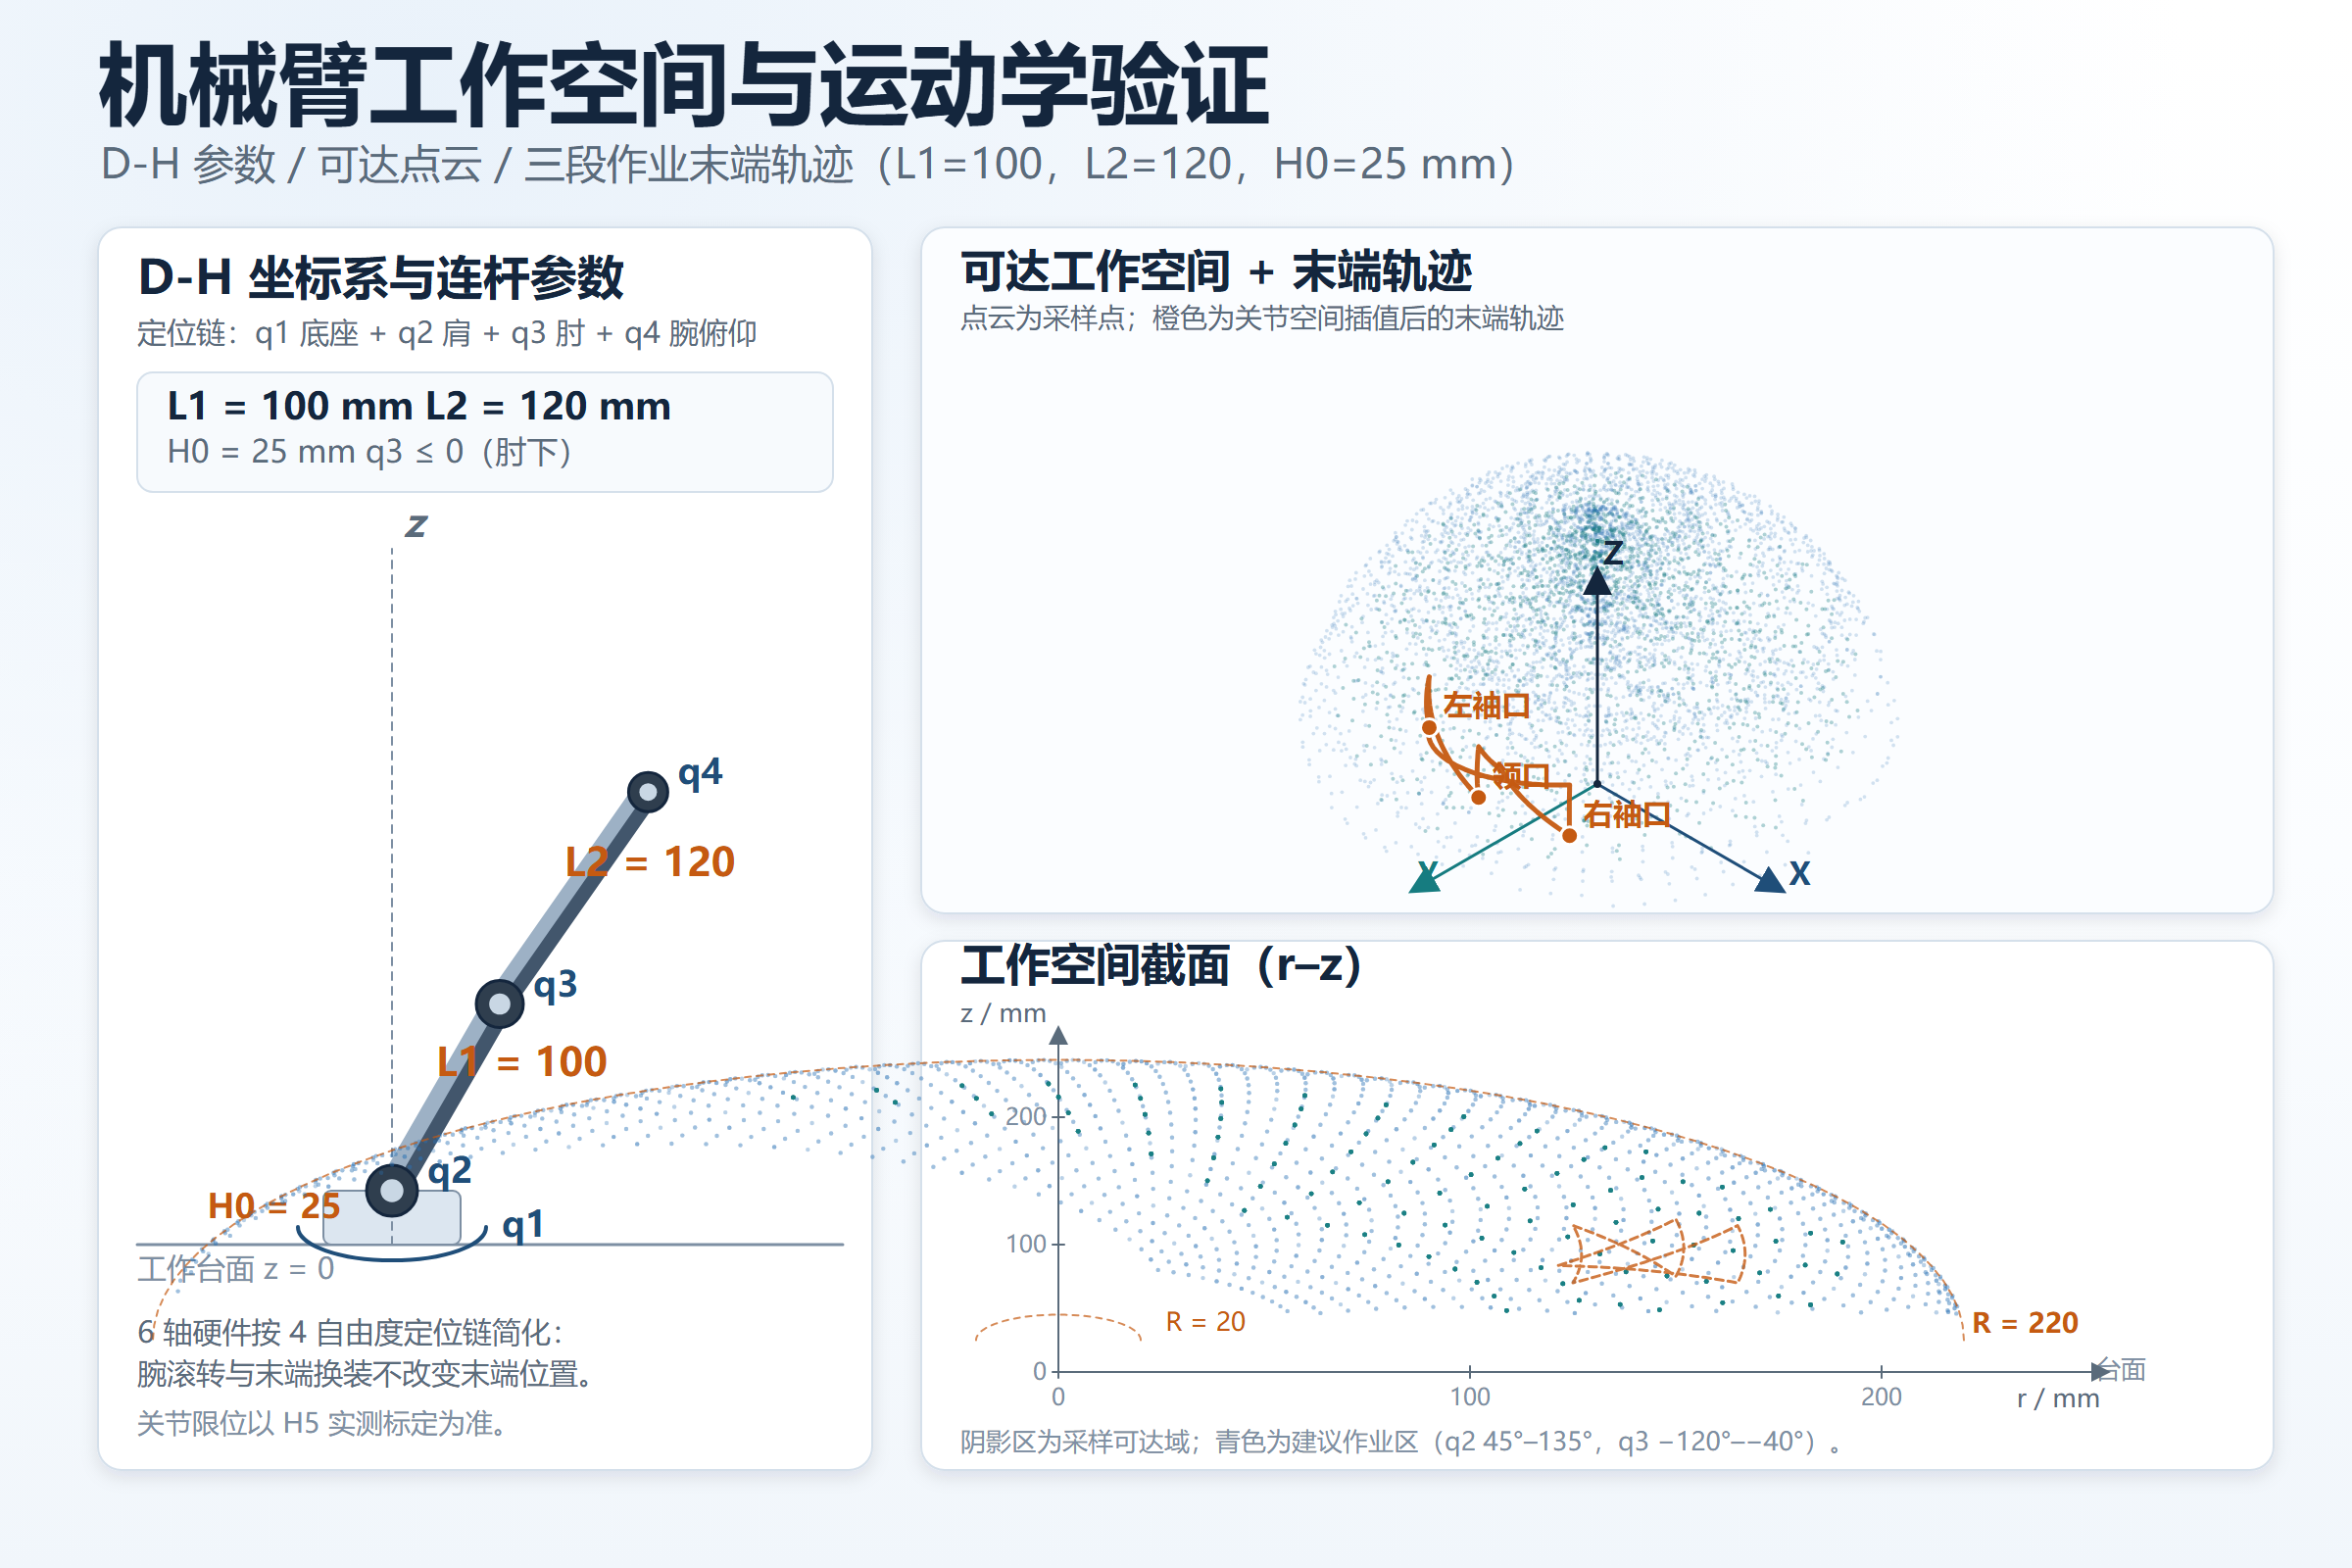 机械臂工作空间与运动学验证
D-H 参数 / 可达点云 / 三段作业末端轨迹（L1=100，L2=120，H0=25 mm）
D-H 坐标系与连杆参数
定位链：q1 底座 + q2 肩 + q3 肘 + q4 腕俯仰
L1 = 100 mm L2 = 120 mm
H0 = 25 mm q3 ≤ 0（肘下）
z
q4
L2 = 120
q3
L1 = 100
q2
H0 = 25
q1
工作台面 z = 0
6 轴硬件按 4 自由度定位链简化：
腕滚转与末端换装不改变末端位置。
关节限位以 H5 实测标定为准。
可达工作空间 + 末端轨迹
点云为采样点；橙色为关节空间插值后的末端轨迹
Z
左袖口
领口
右袖口
Y
X
工作空间截面（r–z）
z / mm
200
100
R = 20
R = 220
0
台面
0
100
200
r / mm
阴影区为采样可达域；青色为建议作业区（q2 45°–135°，q3 −120°–−40°）。